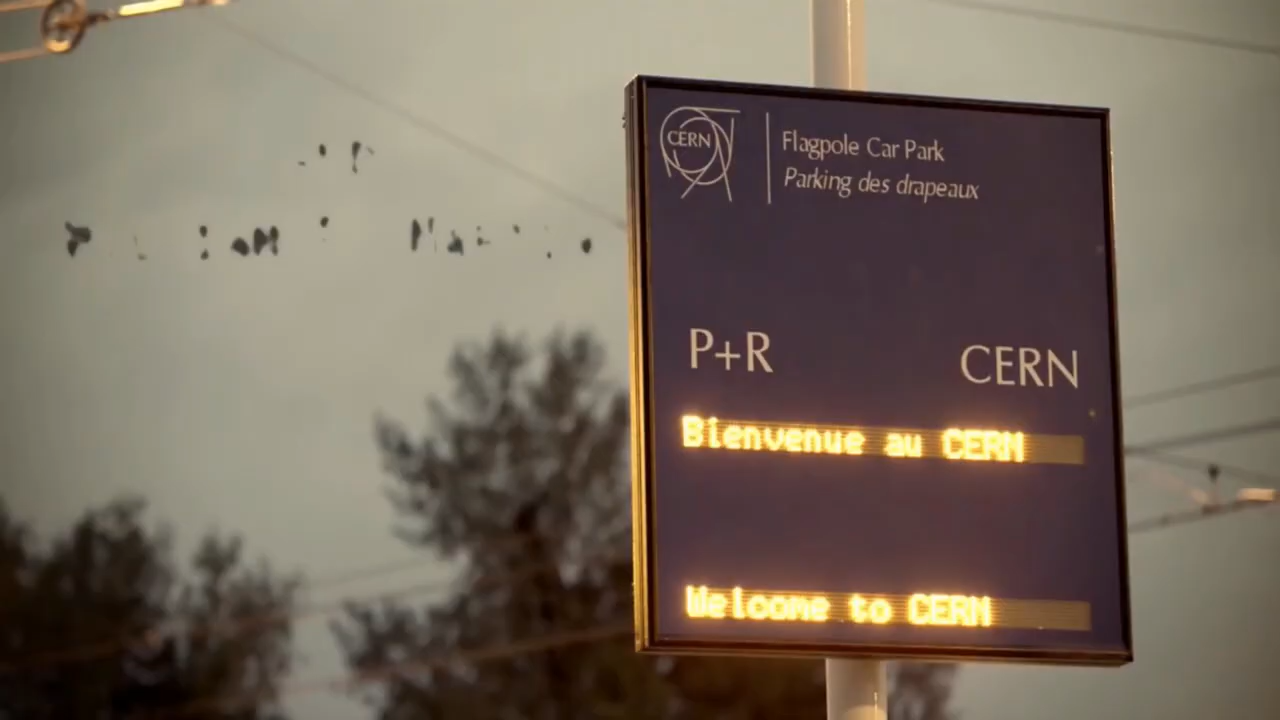 CERN
Flagpole Car Park
Parking des drapeaux
P+R CERN
Bienvenue au CERN
Welcome to CERN